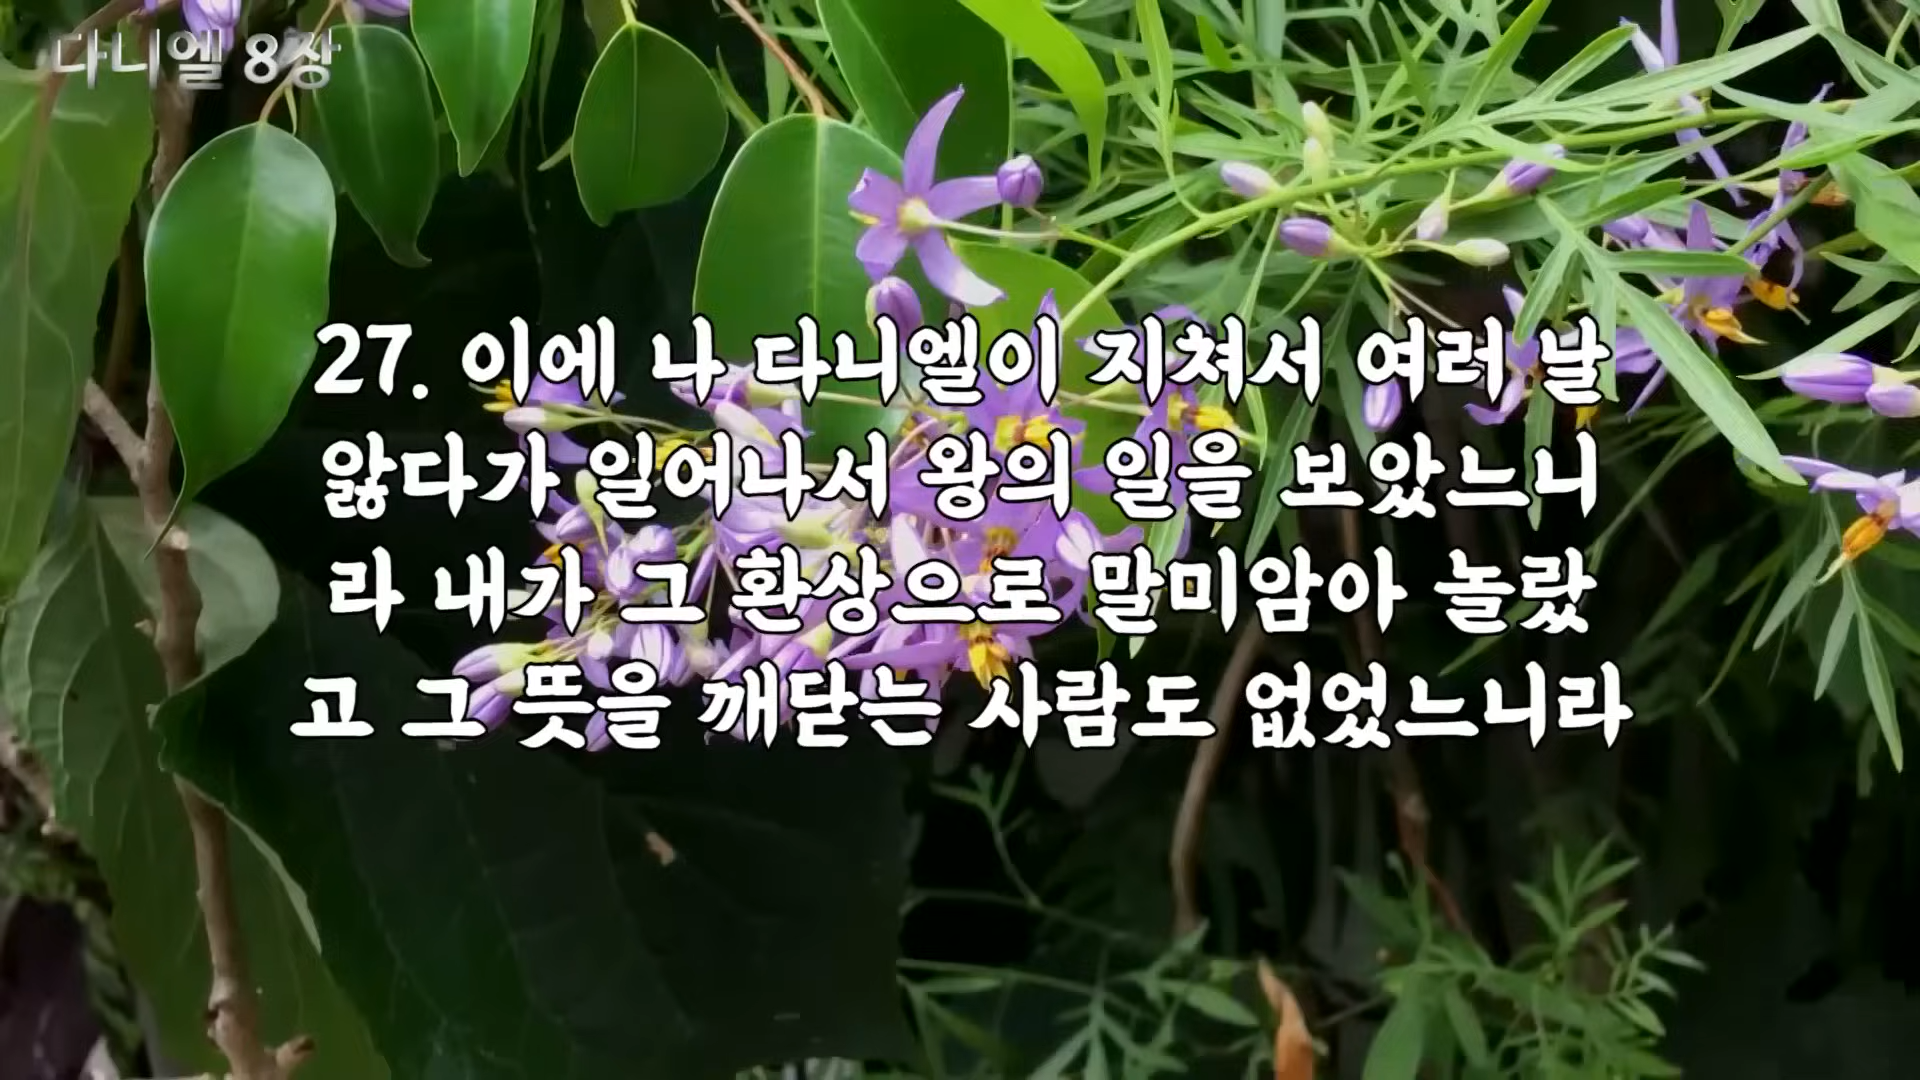 다니엘 8장
27. 이에 나 다니엘이 지쳐서 여러 날
앓다가 일어나서 왕의 일을 보았느니
라 내가 그 환상으로 말미암아 놀랐
고 그 뜻을 깨닫는 사람도 없었느니라